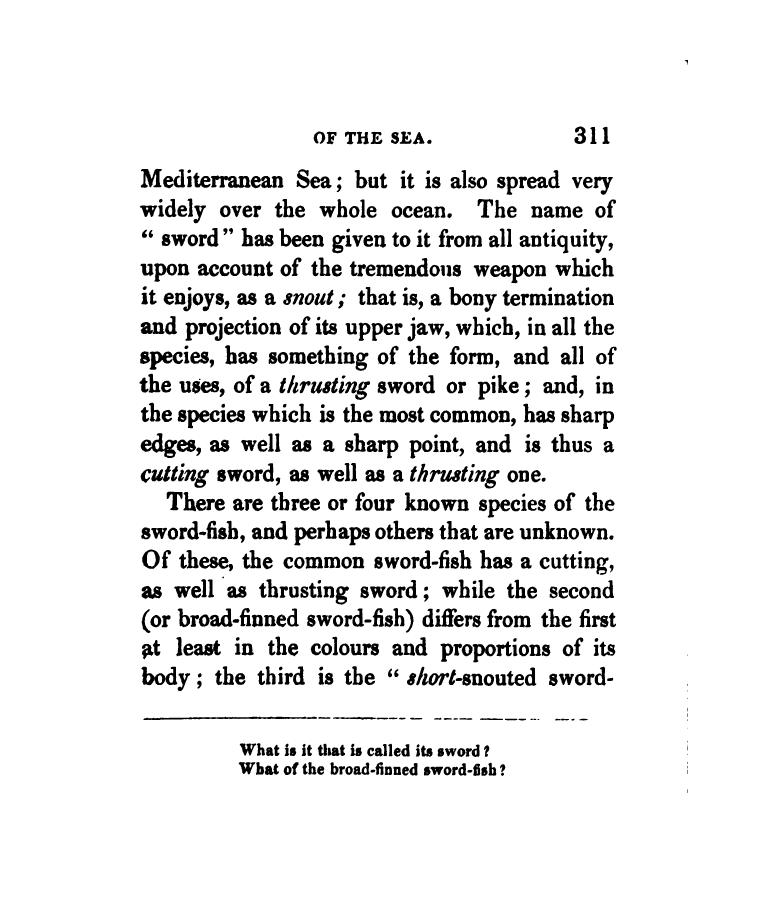 OF THE SEA. 311
Mediterranean Sea; but it is also spread very
widely over the whole ocean. The name of
“ sword” has been given to it from all antiquity,
upon account of the tremendous weapon which
it enjoys, as a snout; that is, a bony termination
and projection of its upper jaw, which, in all the
species, has something of the form, and all of
the uses, of a thrusting sword or pike; and, in
the species which is the most common, has sharp
edges, as well as a sharp point, and is thus a
cutting sword, as well as a thrusting one.
There are three or four known species of the
sword-fish, and perhaps others that are unknown.
Of these, the common sword-fish has a cutting,
as well as thrusting sword; while the second
(or broad-finned sword-fish) differs from the first
at least in the colours and proportions of its
body; the third is the “ short-snouted sword-
What is it that is called its sword?
What of the broad-finned sword-fish?